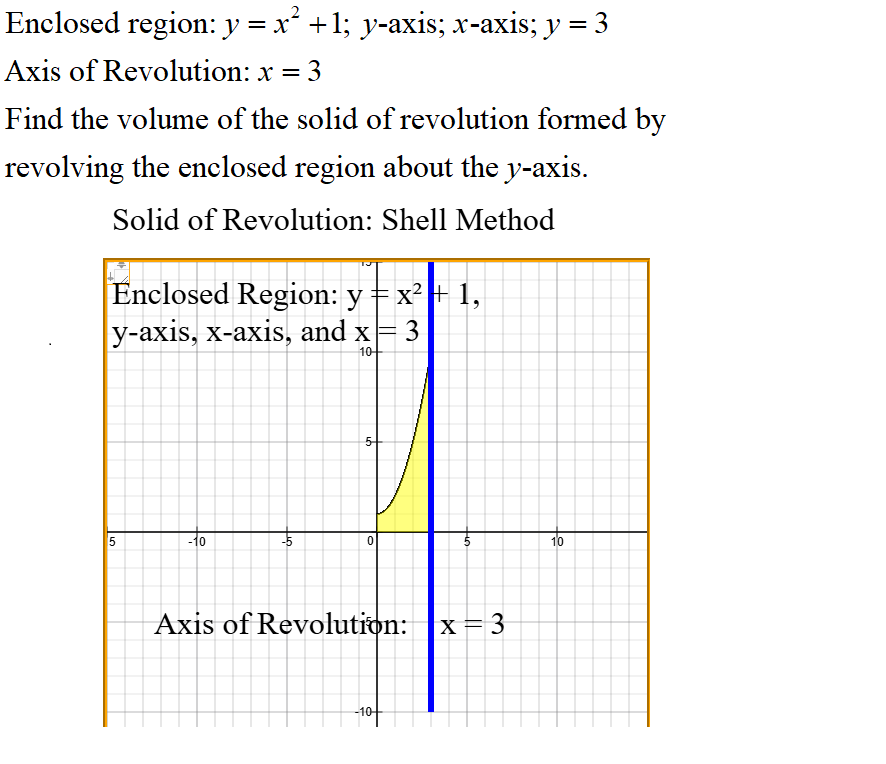 Enclosed region: y = x² + 1; y-axis; x-axis; y = 3
Axis of Revolution: x = 3
Find the volume of the solid of revolution formed by
revolving the enclosed region about the y-axis.
Solid of Revolution: Shell Method
Enclosed Region: y = x² + 1,
y-axis, x-axis, and x = 3
10
5
5 -10 -5 0 5 10
Axis of Revolution: x = 3
-10